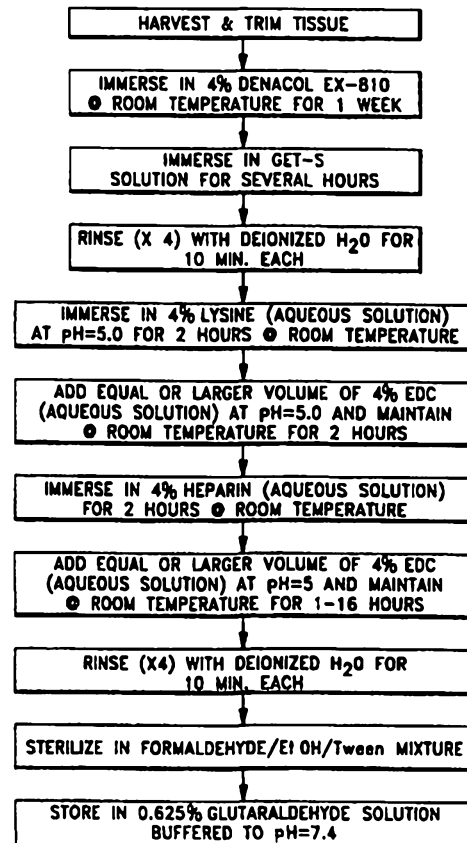 HARVEST & TRIM TISSUE
IMMERSE IN 4% DENACOL EX-810
@ ROOM TEMPERATURE FOR 1 WEEK
IMMERSE IN GET-S
SOLUTION FOR SEVERAL HOURS
RINSE (X 4) WITH DEIONIZED H₂O FOR
10 MIN. EACH
IMMERSE IN 4% LYSINE (AQUEOUS SOLUTION)
AT pH=5.0 FOR 2 HOURS @ ROOM TEMPERATURE
ADD EQUAL OR LARGER VOLUME OF 4% EDC
(AQUEOUS SOLUTION) AT pH=5.0 AND MAINTAIN
@ ROOM TEMPERATURE FOR 2 HOURS
IMMERSE IN 4% HEPARIN (AQUEOUS SOLUTION)
FOR 2 HOURS @ ROOM TEMPERATURE
ADD EQUAL OR LARGER VOLUME OF 4% EDC
(AQUEOUS SOLUTION) AT pH=5 AND MAINTAIN
@ ROOM TEMPERATURE FOR 1-16 HOURS
RINSE (X4) WITH DEIONIZED H₂O FOR
10 MIN. EACH
STERILIZE IN FORMALDEHYDE/Et OH/Tween MIXTURE
STORE IN 0.625% GLUTARALDEHYDE SOLUTION
BUFFERED TO pH=7.4